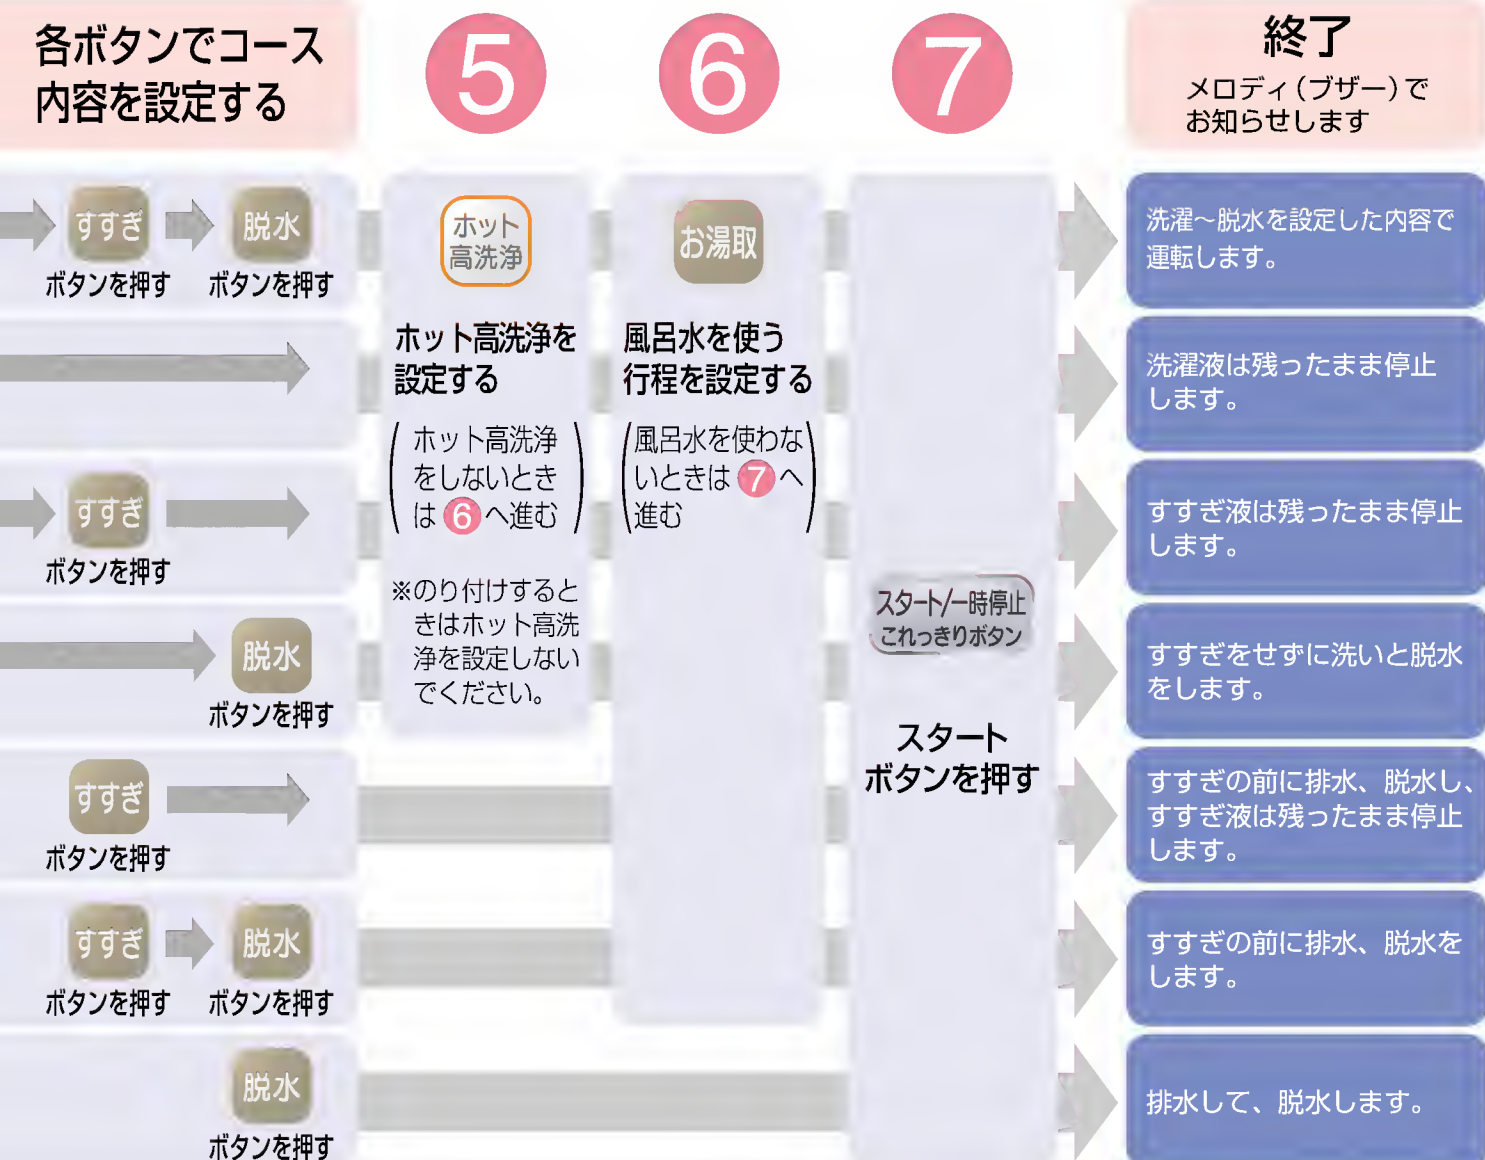 各ボタンでコース
内容を設定する
5
6
7
終了
メロディ(ブザー)で
お知らせします
すすぎ
脱水
ボタンを押す
ボタンを押す
すすぎ
ボタンを押す
脱水
ボタンを押す
すすぎ
ボタンを押す
すすぎ
脱水
ボタンを押す
ボタンを押す
脱水
ボタンを押す
ホット
高洗浄
ホット高洗浄を
設定する
(ホット高洗浄
をしないとき
は6へ進む)
※のり付けすると
きはホット高洗
浄を設定しない
でください。
お湯取
風呂水を使う
行程を設定する
(風呂水を使わな
いときは7へ
進む)
スタート/一時停止
これっきりボタン
スタート
ボタンを押す
洗濯～脱水を設定した内容で
運転します。
洗濯液は残ったまま停止
します。
すすぎ液は残ったまま停止
します。
すすぎをせずに洗いと脱水
をします。
すすぎの前に排水、脱水し、
すすぎ液は残ったまま停止
します。
すすぎの前に排水、脱水を
します。
排水して、脱水します。